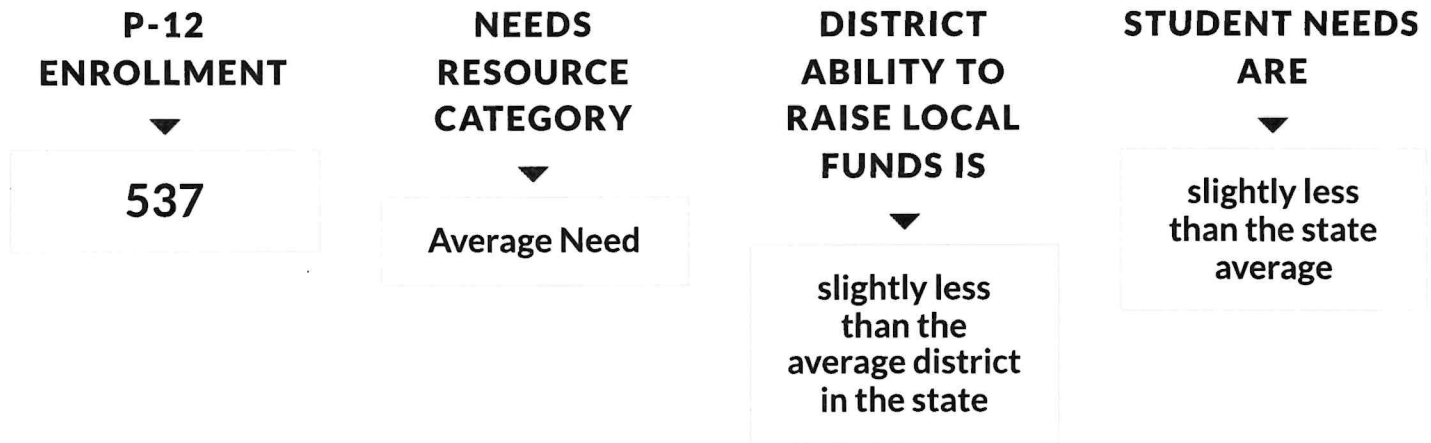 P-12
ENROLLMENT
537
NEEDS
RESOURCE
CATEGORY
Average Need
DISTRICT
ABILITY TO
RAISE LOCAL
FUNDS IS
slightly less
than the
average district
in the state
STUDENT NEEDS
ARE
slightly less
than the state
average